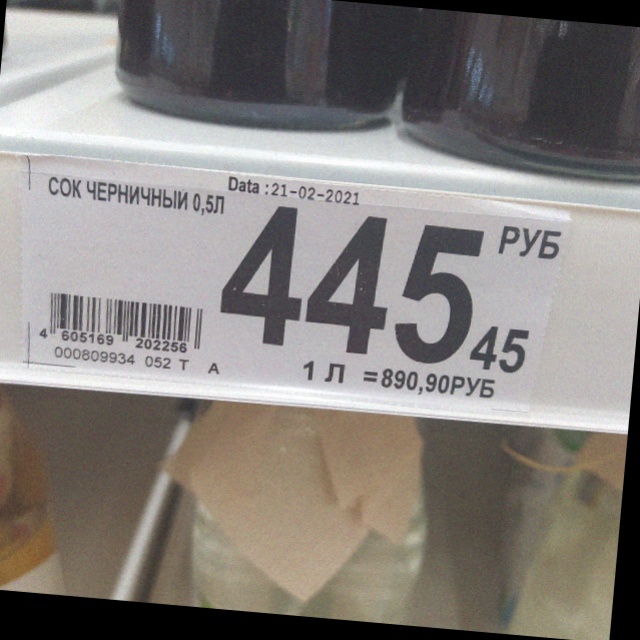 СОК ЧЕРНИЧНЫЙ 0,5Л
Data :21-02-2021
445 45 РУБ
4 605169 202256
000809934 052 Т А
1 Л =890,90РУБ